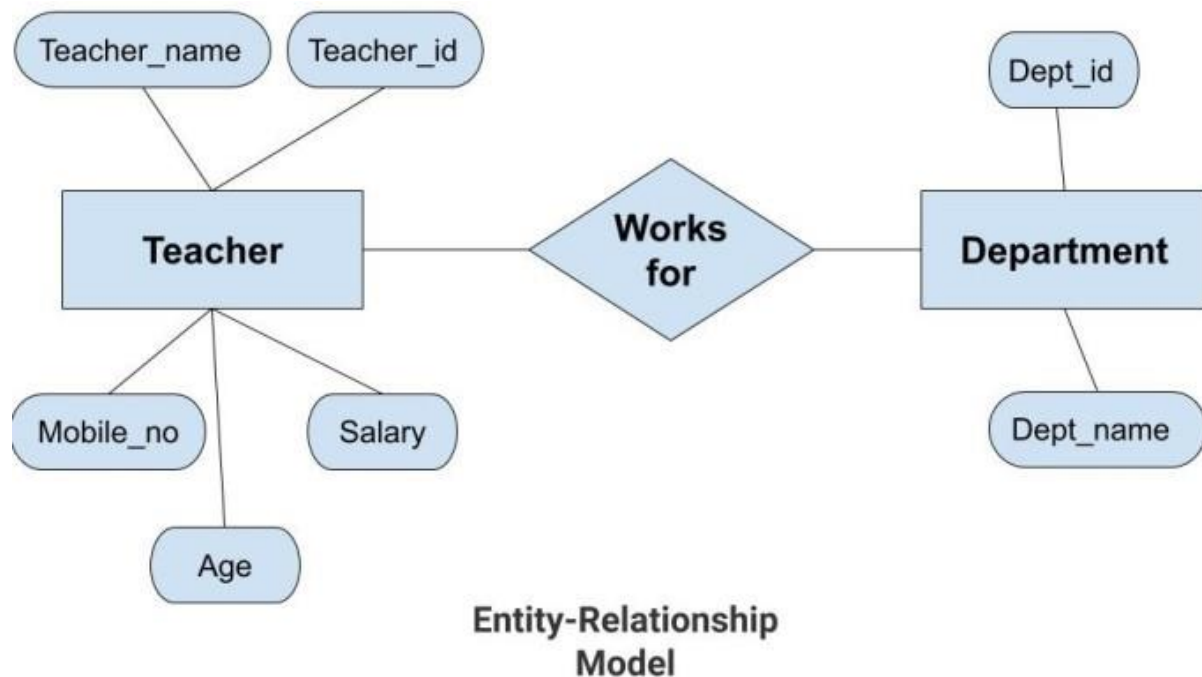 Teacher_name
Teacher_id
Dept_id
Teacher
Works
for
Department
Mobile_no
Salary
Dept_name
Age
Entity-Relationship
Model